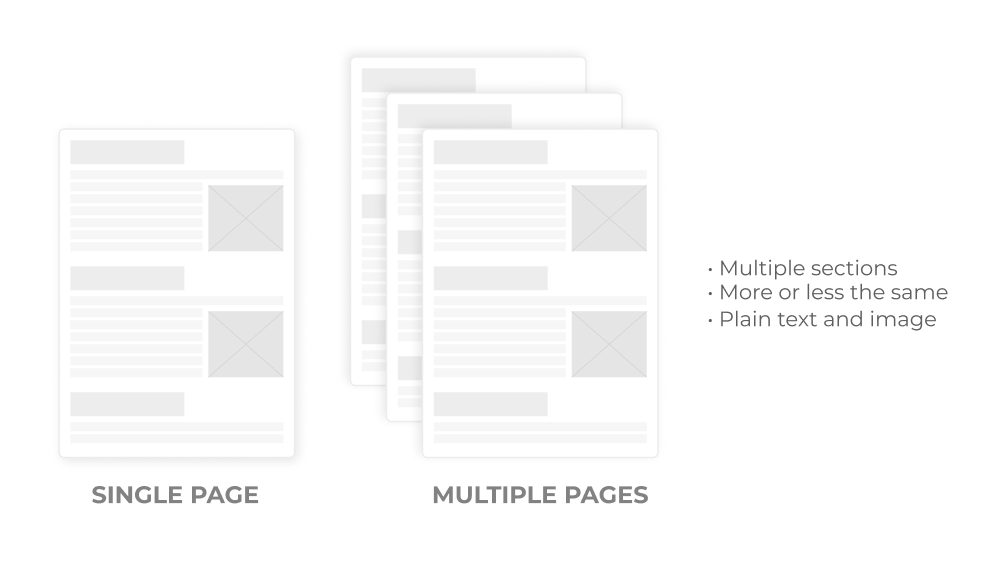 • Multiple sections
• More or less the same
• Plain text and image
SINGLE PAGE
MULTIPLE PAGES